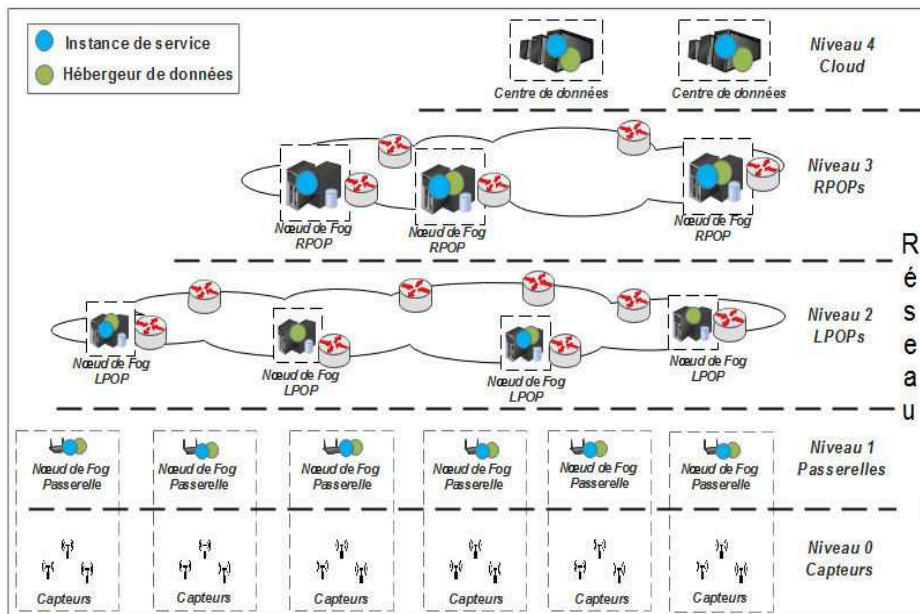 Instance de service
Hébergeur de données
Niveau 4
Cloud
Centre de données
Centre de données
Niveau 3
RPOPs
Nœud de Fog
RPOP
Nœud de Fog
RPOP
Nœud de Fog
RPOP
Réseau
Niveau 2
LPOPs
Nœud de Fog
LPOP
Nœud de Fog
LPOP
Nœud de Fog
LPOP
Nœud de Fog
LPOP
Niveau 1
Passerelles
Nœud de Fog
Passerelle
Nœud de Fog
Passerelle
Nœud de Fog
Passerelle
Nœud de Fog
Passerelle
Nœud de Fog
Passerelle
Nœud de Fog
Passerelle
Niveau 0
Capteurs
Capteurs
Capteurs
Capteurs
Capteurs
Capteurs
Capteurs